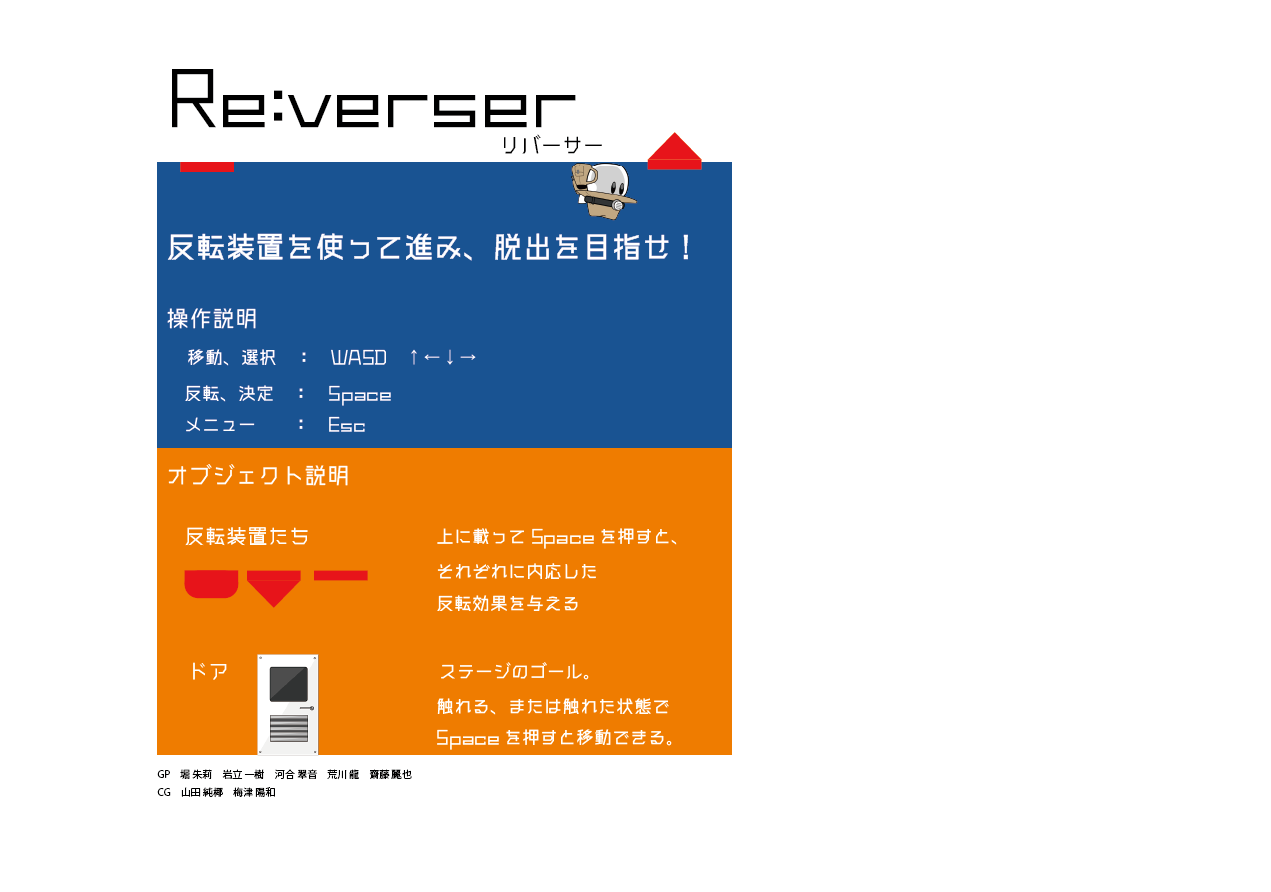 Re:verser
リバーサー
反転装置を使って進み、脱出を目指せ！
操作説明
移動、選択　：　WASD　↑←↓→
反転、決定　：　Space
メニュー　：　Esc
オブジェクト説明
反転装置たち
上に載って Space を押すと、
それぞれに内応した
反転効果を与える
ドア
ステージのゴール。
触れる、または触れた状態で
Space を押すと移動できる。
GP　堀 朱莉　岩立 一樹　河合 翠音　荒川 龍　齋藤 麗也
CG　山田 純椰　梅津 陽和